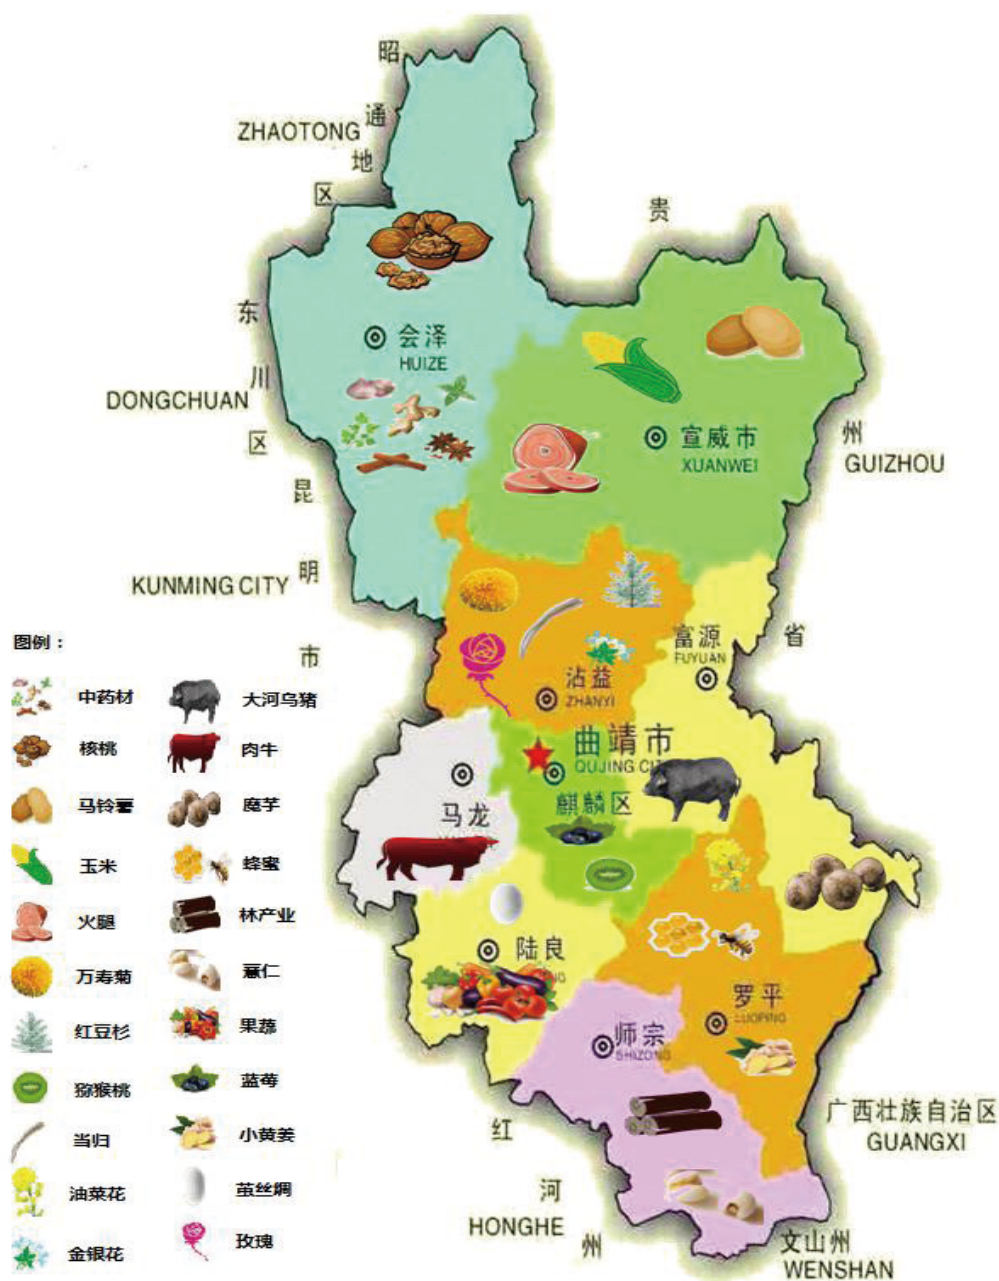 昭
通
地
区
ZHAOTONG
贵
州
省
GUIZHOU
东
川
区
DONGCHUAN
会泽
HUIZE
宣威市
XUANWEI
昆
明
市
KUNMING CITY
富源
FUYUAN
沾益
ZHANYI
曲靖市
QUJING CI
麒麟区
马龙
陆良
罗平
LUOPING
师宗
SHIZONG
广西壮族自治区
GUANGXI
红
河
州
HONGHE
文山州
WENSHAN
图例：
中药材
大河乌猪
核桃
肉牛
马铃薯
魔芋
玉米
蜂蜜
火腿
林产业
万寿菊
薏仁
红豆杉
果蔬
猕猴桃
蓝莓
当归
小黄姜
油菜花
茧丝绸
金银花
玫瑰